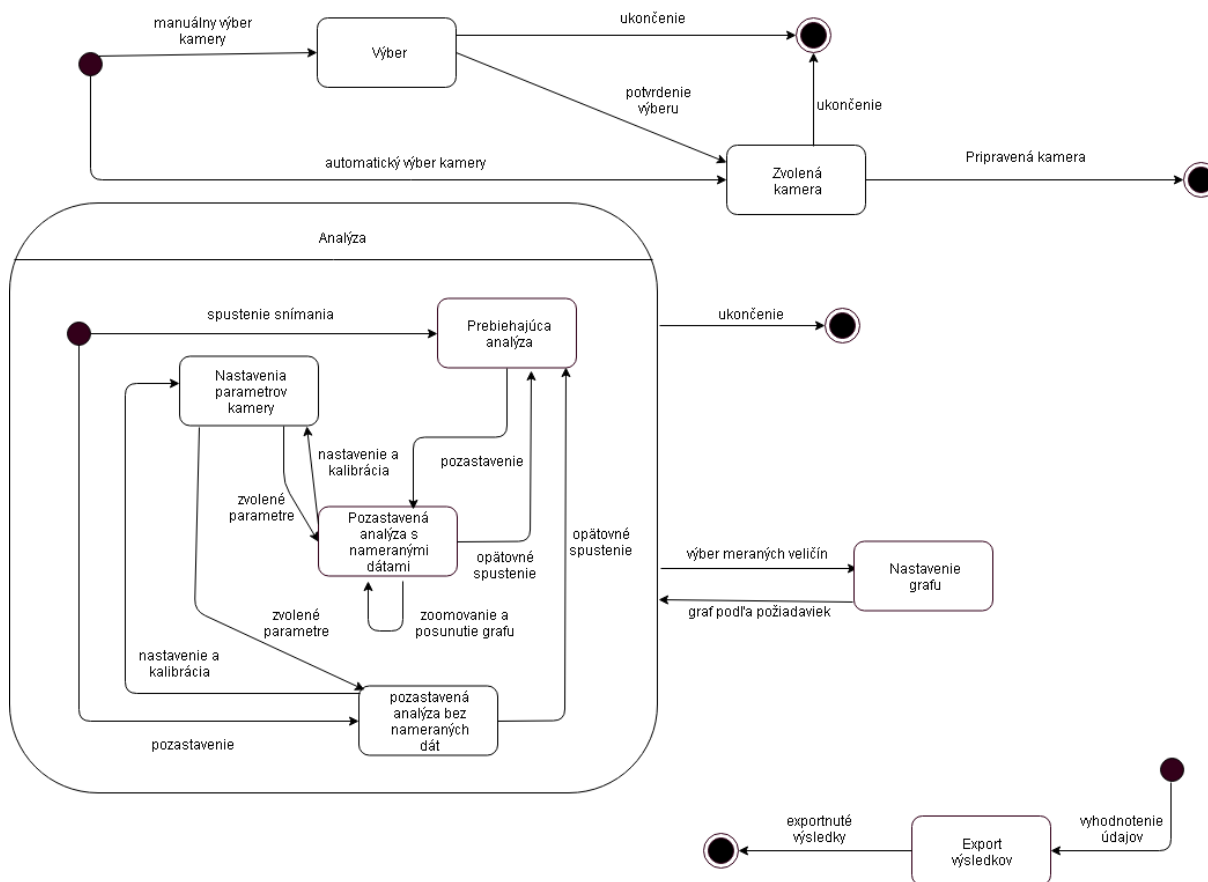 manuálny výber
kamery
Výber
ukončenie
potvrdenie
výberu
ukončenie
automatický výber kamery
Zvolená
kamera
Pripravená kamera
Analýza
spustenie snímania
Prebiehajúca
analýza
ukončenie
Nastavenia
parametrov
kamery
nastavenie a
kalibrácia
pozastavenie
zvolené
parametre
Pozastavená
analýza s
nameranými
dátami
opätovné
spustenie
opätovné
spustenie
výber meraných veličín
Nastavenie
grafu
graf podľa požiadaviek
zvolené
parametre
zoomovanie a
posunutie grafu
nastavenie a
kalibrácia
pozastavená
analýza bez
nameraných
dát
pozastavenie
exportnuté
výsledky
Export
výsledkov
vyhodnotenie
údajov